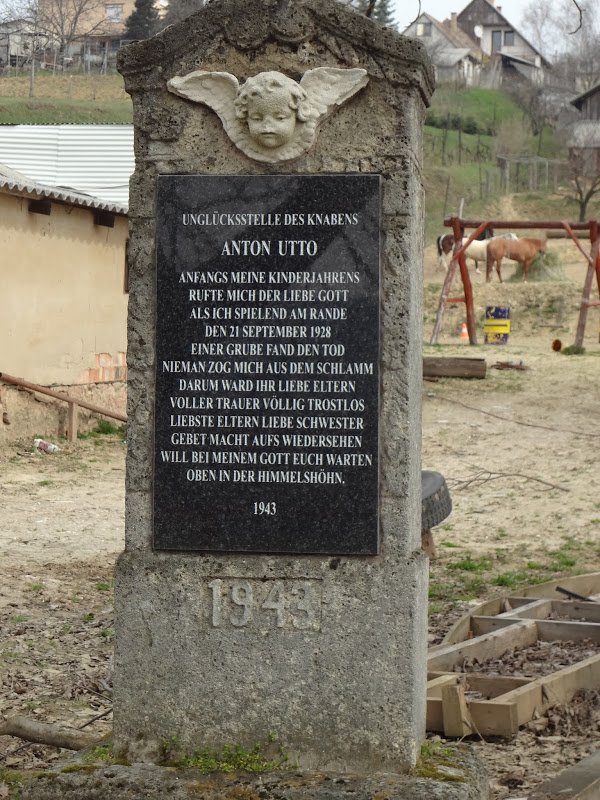 UNGLÜCKSSTELLE DES KNABENS
ANTON UTTO
ANFANGS MEINE KINDERJAHRENS
RUFTE MICH DER LIEBE GOTT
ALS ICH SPIELEND AM RANDE
DEN 21 SEPTEMBER 1928
EINER GRUBE FAND DEN TOD
NIEMAN ZOG MICH AUS DEM SCHLAMM
DARUM WARD IHR LIEBE ELTERN
VOLLER TRAUER VÖLLIG TROSTLOS
LIEBSTE ELTERN LIEBE SCHWESTER
GEBET MACHT AUFS WIEDERSEHEN
WILL BEI MEINEM GOTT EUCH WARTEN
OBEN IN DER HIMMELSHÖHN.
1943
1943